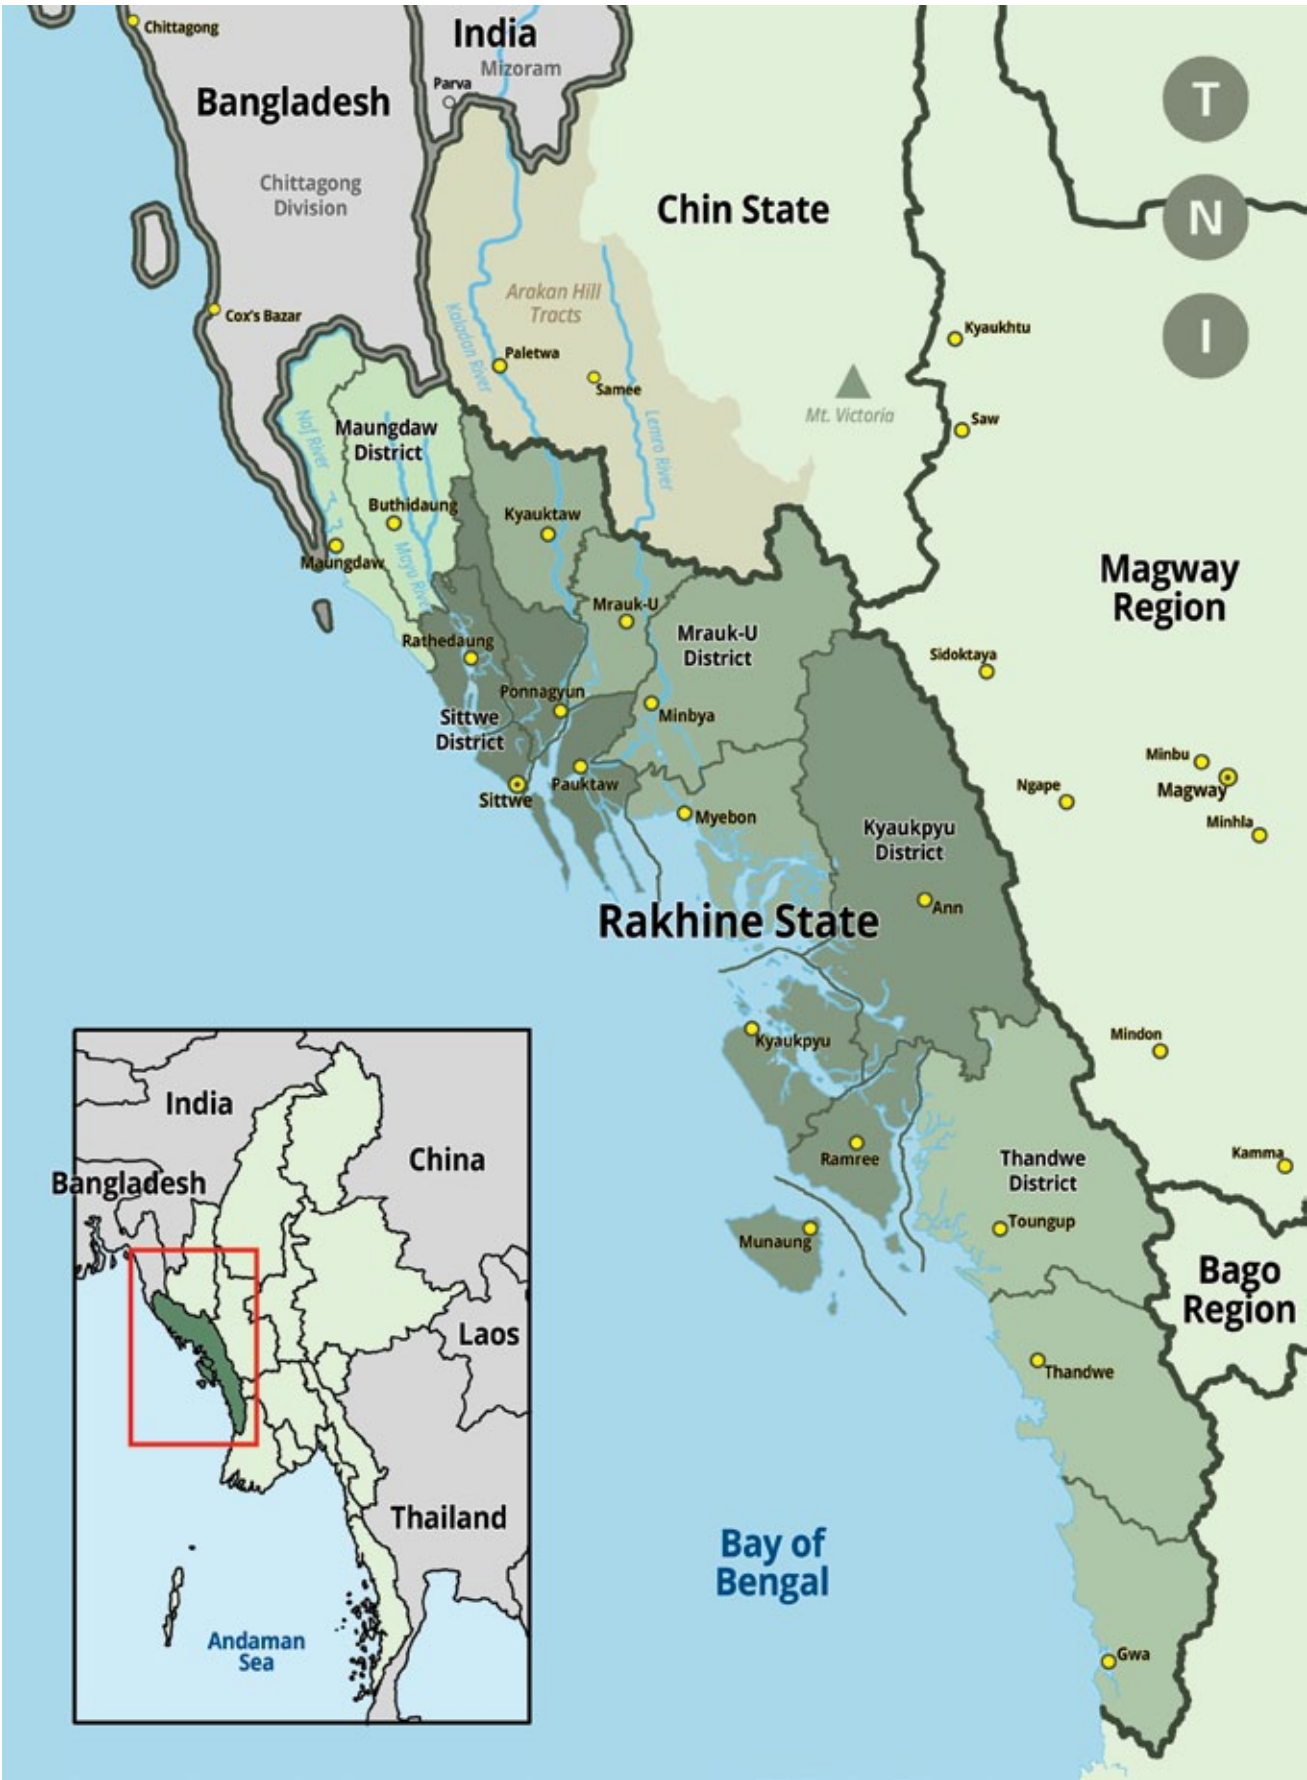 Chittagong
India
Mizoram
Parva
Bangladesh
T
Chittagong
Division
Chin State
N
Arakan Hill
Tracts
Cox's Bazar
Kaladan River
Kyaukhtu
I
Paletwa
Samee
Mt. Victoria
Saw
Naf River
Maungdaw
District
Lemro River
Buthidaung
Kyauktaw
Maungdaw
Mayu River
Magway
Region
Mrauk-U
Mrauk-U
District
Rathedaung
Sidoktaya
Ponnagyun
Sittwe
District
Minbya
Minbu
Pauktaw
Ngape
Magway
Sittwe
Myebon
Minhla
Kyaukpyu
District
Ann
Rakhine State
Kyaukpyu
Mindon
India
China
Bangladesh
Ramree
Thandwe
District
Kamma
Munaung
Toungup
Bago
Region
Laos
Thandwe
Thailand
Bay of
Bengal
Andaman
Sea
Gwa